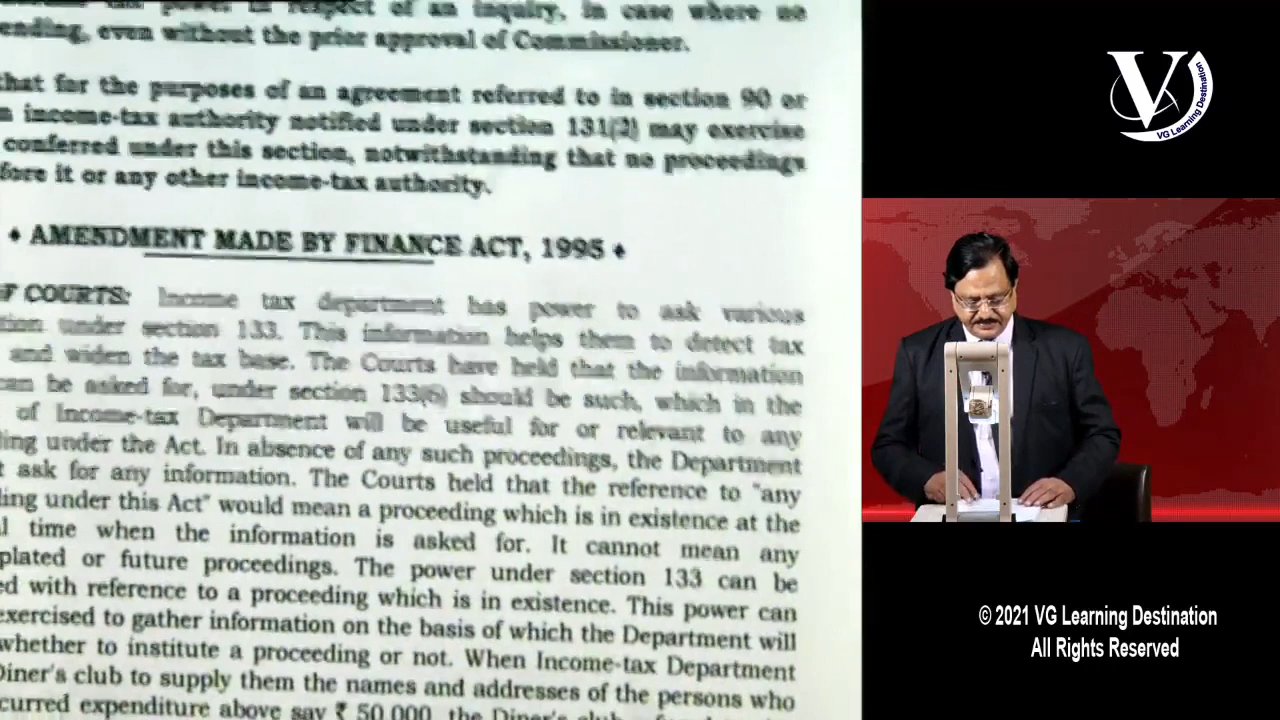 power in respect of an inquiry, in case where no
ending, even without the prior approval of Commissioner.
that for the purposes of an agreement referred to in section 90 or
n income-tax authority notified under section 131(2) may exercise
conferred under this section, notwithstanding that no proceedings
fore it or any other income-tax authority.
♦ AMENDMENT MADE BY FINANCE ACT, 1995 ♦
F COURTS: Income tax department has power to ask various
tion under section 133. This information helps them to detect tax
and widen the tax base. The Courts have held that the information
can be asked for, under section 133(6) should be such, which in the
of Income-tax Department will be useful for or relevant to any
ling under the Act. In absence of any such proceedings, the Department
t ask for any information. The Courts held that the reference to "any
ling under this Act" would mean a proceeding which is in existence at the
l time when the information is asked for. It cannot mean any
plated or future proceedings. The power under section 133 can be
ed with reference to a proceeding which is in existence. This power can
exercised to gather information on the basis of which the Department will
whether to institute a proceeding or not. When Income-tax Department
Diner's club to supply them the names and addresses of the persons who
curred expenditure above say ₹ 50,000, the Diner's club
V
VG Learning Destination
© 2021 VG Learning Destination
All Rights Reserved